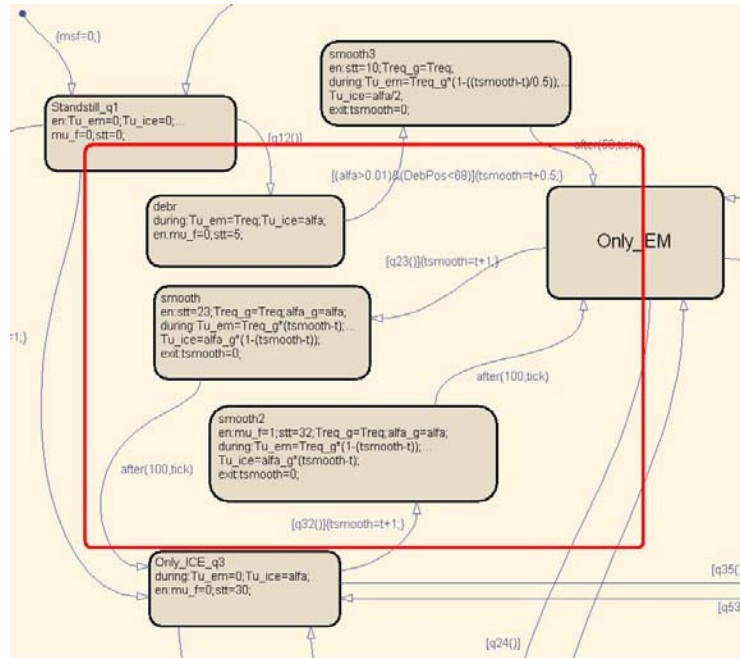 {msf=0;}
smooth3
en:stt=10;Treq_g=Treq;
during:Tu_em=Treq_g*(1-((tsmooth-t)/0.5));...
Tu_ice=alfa/2,
exit:tsmooth=0;
Standstill_q1
en:Tu_em=0;Tu_ice=0;...
mu_f=0;stt=0;
[q12()]
after(50,tick)
[(alfa>0.01)&(DebPos<68)]{tsmooth=t+0.5;}
debr
during:Tu_em=Treq;Tu_ice=alfa;
en:mu_f=0,stt=5;
Only_EM
[q23()]{tsmooth=t+1;}
smooth
en:stt=23;Treq_g=Treq;alfa_g=alfa;
during:Tu_em=Treq_g*(tsmooth-t);...
Tu_ice=alfa_g*(1-(tsmooth-t));
exit:tsmooth=0;
=1;}
after(100,tick)
smooth2
en:mu_f=1;stt=32;Treq_g=Treq;alfa_g=alfa;
during:Tu_em=Treq_g*(1-(tsmooth-t));...
Tu_ice=alfa_g*(tsmooth-t);
exit:tsmooth=0;
after(100,tick)
[q32()]{tsmooth=t+1;}
Only_ICE_q3
during:Tu_em=0;Tu_ice=alfa;
en:mu_f=0;stt=30;
[q35()
[q53
[q24()]